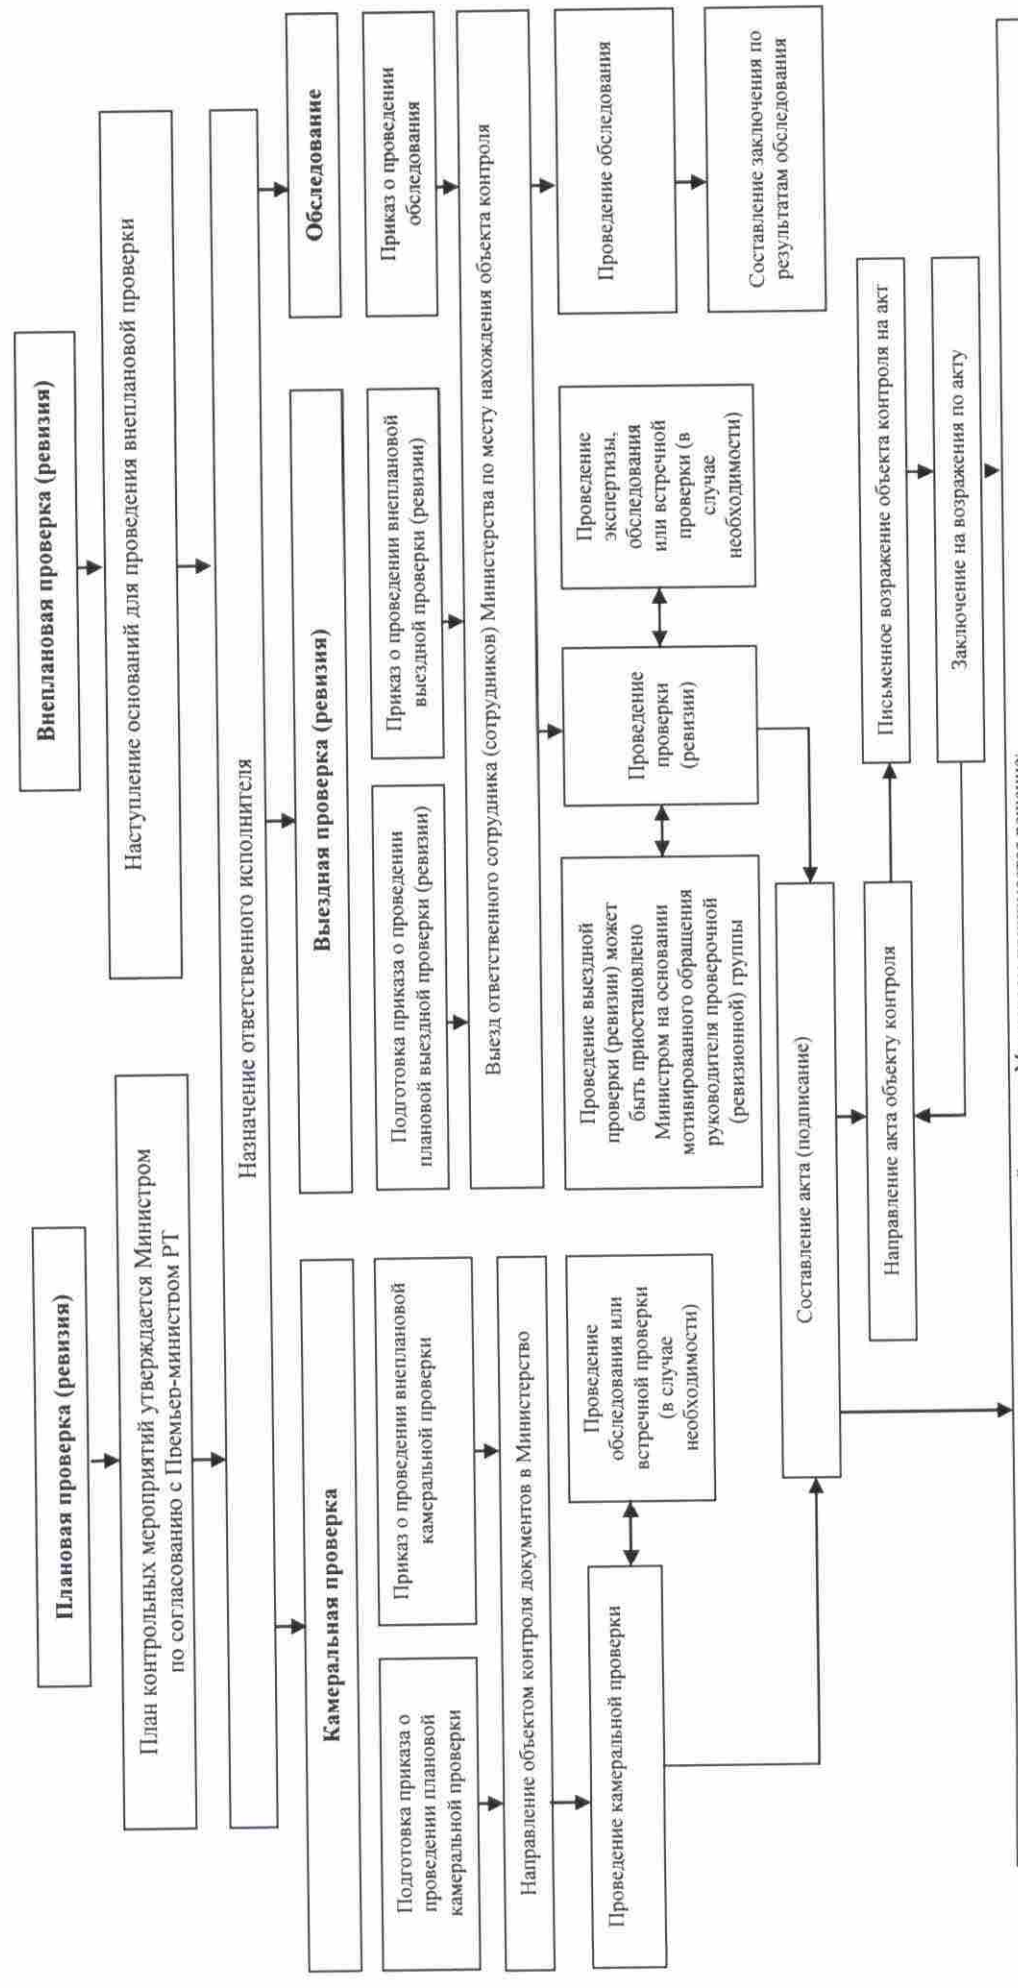 Плановая проверка (ревизия)
Внеплановая проверка (ревизия)
План контрольных мероприятий утверждается Министром
по согласованию с Премьер-министром РТ
Наступление оснований для проведения внеплановой проверки
Назначение ответственного исполнителя
Камеральная проверка
Выездная проверка (ревизия)
Обследование
Подготовка приказа о
проведении плановой
камеральной проверки
Приказ о проведении внеплановой
камеральной проверки
Подготовка приказа о проведении
плановой выездной проверки (ревизии)
Приказ о проведении внеплановой
выездной проверки (ревизии)
Приказ о проведении
обследования
Направление объектом контроля документов в Министерство
Выезд ответственного сотрудника (сотрудников) Министерства по месту нахождения объекта контроля
Проведение камеральной проверки
Проведение
обследования или
встречной проверки
(в случае
необходимости)
Проведение выездной
проверки (ревизии) может
быть приостановлено
Министром на основании
мотивированного обращения
руководителя проверочной
(ревизионной) группы
Проведение
проверки
(ревизии)
Проведение
экспертизы,
обследования
или встречной
проверки (в
случае
необходимости)
Проведение обследования
Составление заключения по
результатам обследования
Составление акта (подписание)
Направление акта объекту контроля
Письменное возражение объекта контроля на акт
Заключение на возражения по акту